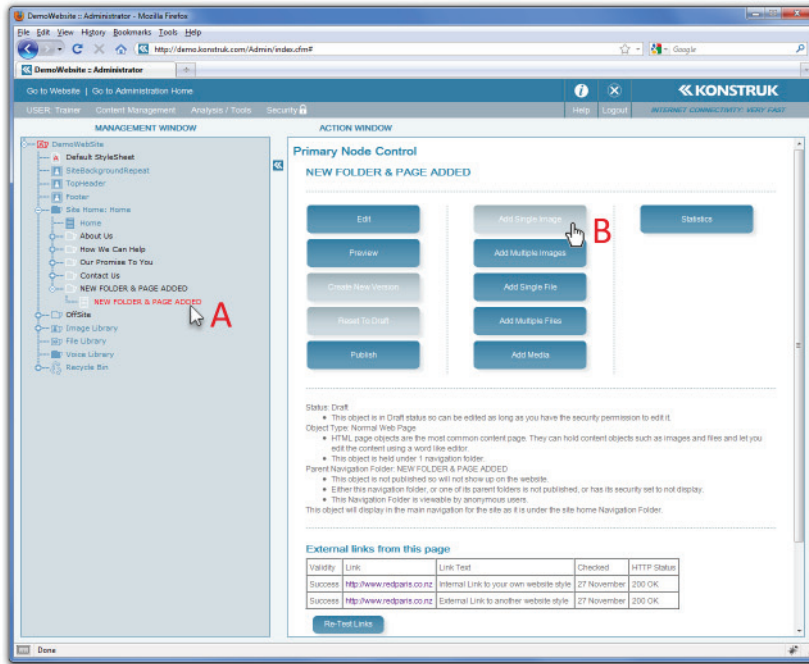 DemoWebsite :: Administrator - Mozilla Firefox
File Edit View History Bookmarks Tools Help
http://demo.konstruk.com/Admin/index.cfm#
Google
DemoWebsite :: Administrator
Go to Website | Go to Administration Home
KONSTRUK
USER: Trainer Content Management Analysis / Tools Security
Help Logout
INTERNET CONNECTIVITY: VERY FAST
MANAGEMENT WINDOW
ACTION WINDOW
DemoWebSite
Default StyleSheet
SiteBackgroundRepeat
TopHeader
Footer
Site Home: Home
Home
About Us
How We Can Help
Our Promise To You
Contact Us
NEW FOLDER & PAGE ADDED
NEW FOLDER & PAGE ADDED
A
OffSite
Image Library
File Library
Voice Library
Recycle Bin
Primary Node Control
NEW FOLDER & PAGE ADDED
Edit
Add Single Image
B
Statistics
Preview
Add Multiple Images
Create New Version
Add Single File
Reset To Draft
Add Multiple Files
Publish
Add Media
Status: Draft
This object is in Draft status so can be edited as long as you have the security permission to edit it.
Object Type: Normal Web Page
HTML page objects are the most common content page. They can hold content objects such as images and files and let you
edit the content using a word like editor.
This object is held under 1 navigation folder.
Parent Navigation Folder: NEW FOLDER & PAGE ADDED
This object is not published so will not show up on the website.
Either this navigation folder, or one of its parent folders is not published, or has its security set to not display.
This Navigation Folder is viewable by anonymous users.
This object will display in the main navigation for the site as it is under the site home Navigation Folder.
External links from this page
Validity Link Link Text Checked HTTP Status
Success http://www.redparis.co.nz Internal Link to your own website style 27 November 200 OK
Success http://www.redparis.co.nz External Link to another website style 27 November 200 OK
Re-Test Links
Done